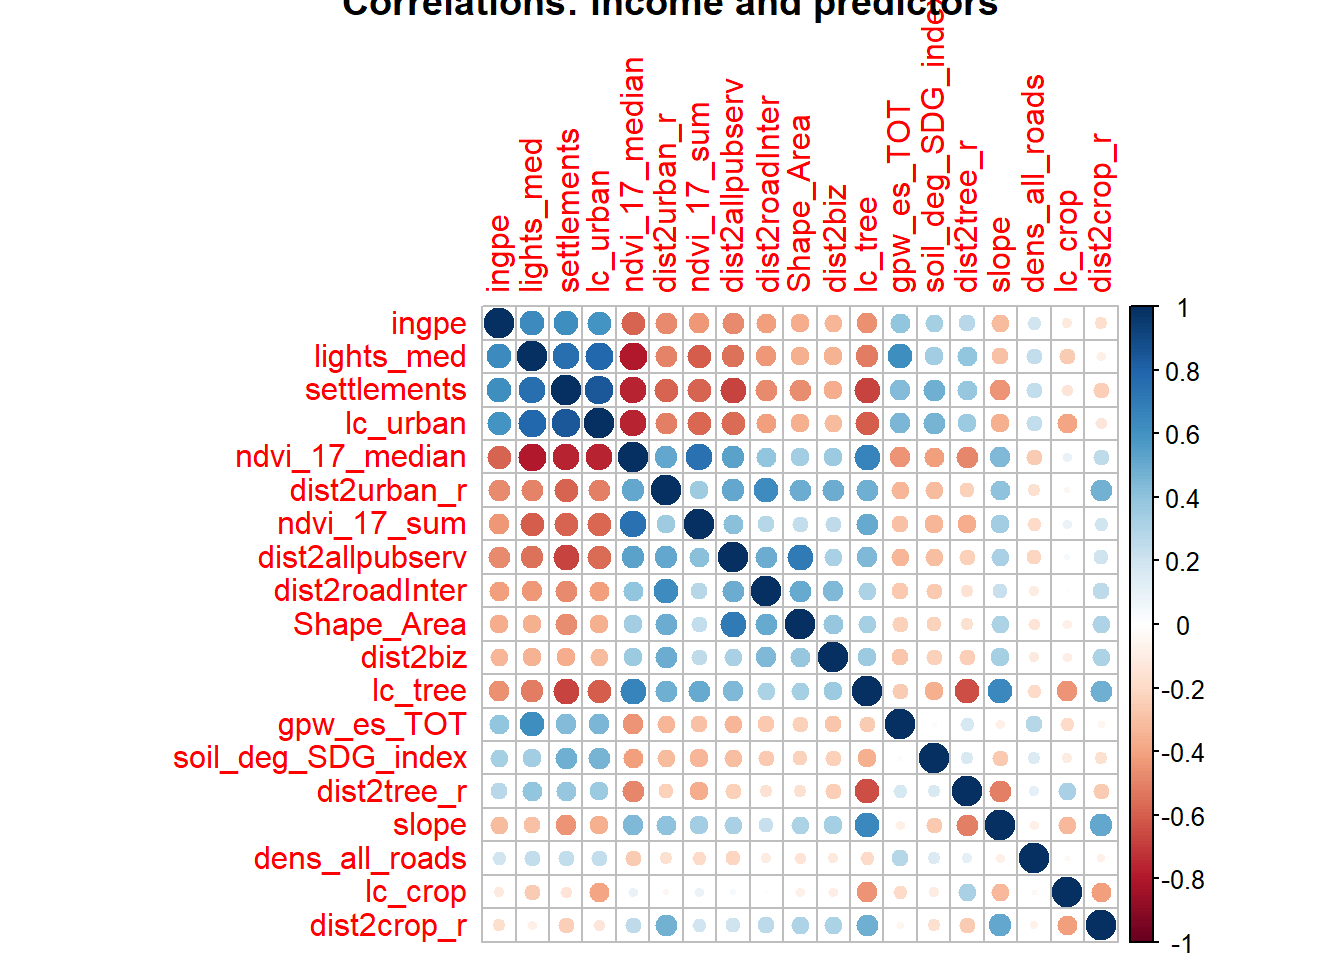 Correlations: income and predictors
ingpe
lights_med
settlements
lc_urban
ndvi_17_median
dist2urban_r
ndvi_17_sum
dist2allpubserv
dist2roadInter
Shape_Area
dist2biz
lc_tree
gpw_es_TOT
soil_deg_SDG_index
dist2tree_r
slope
dens_all_roads
lc_crop
dist2crop_r
ingpe
lights_med
settlements
lc_urban
ndvi_17_median
dist2urban_r
ndvi_17_sum
dist2allpubserv
dist2roadInter
Shape_Area
dist2biz
lc_tree
gpw_es_TOT
soil_deg_SDG_index
dist2tree_r
slope
dens_all_roads
lc_crop
dist2crop_r
1
0.8
0.6
0.4
0.2
0
-0.2
-0.4
-0.6
-0.8
-1